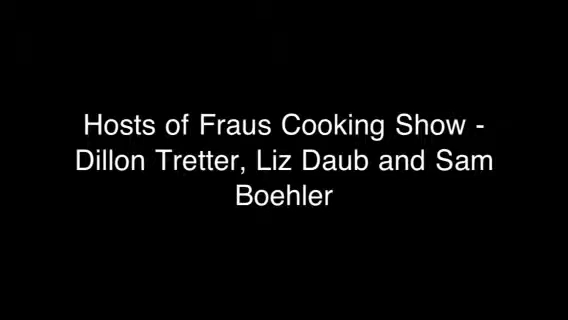 Hosts of Fraus Cooking Show -
Dillon Tretter, Liz Daub and Sam
Boehler